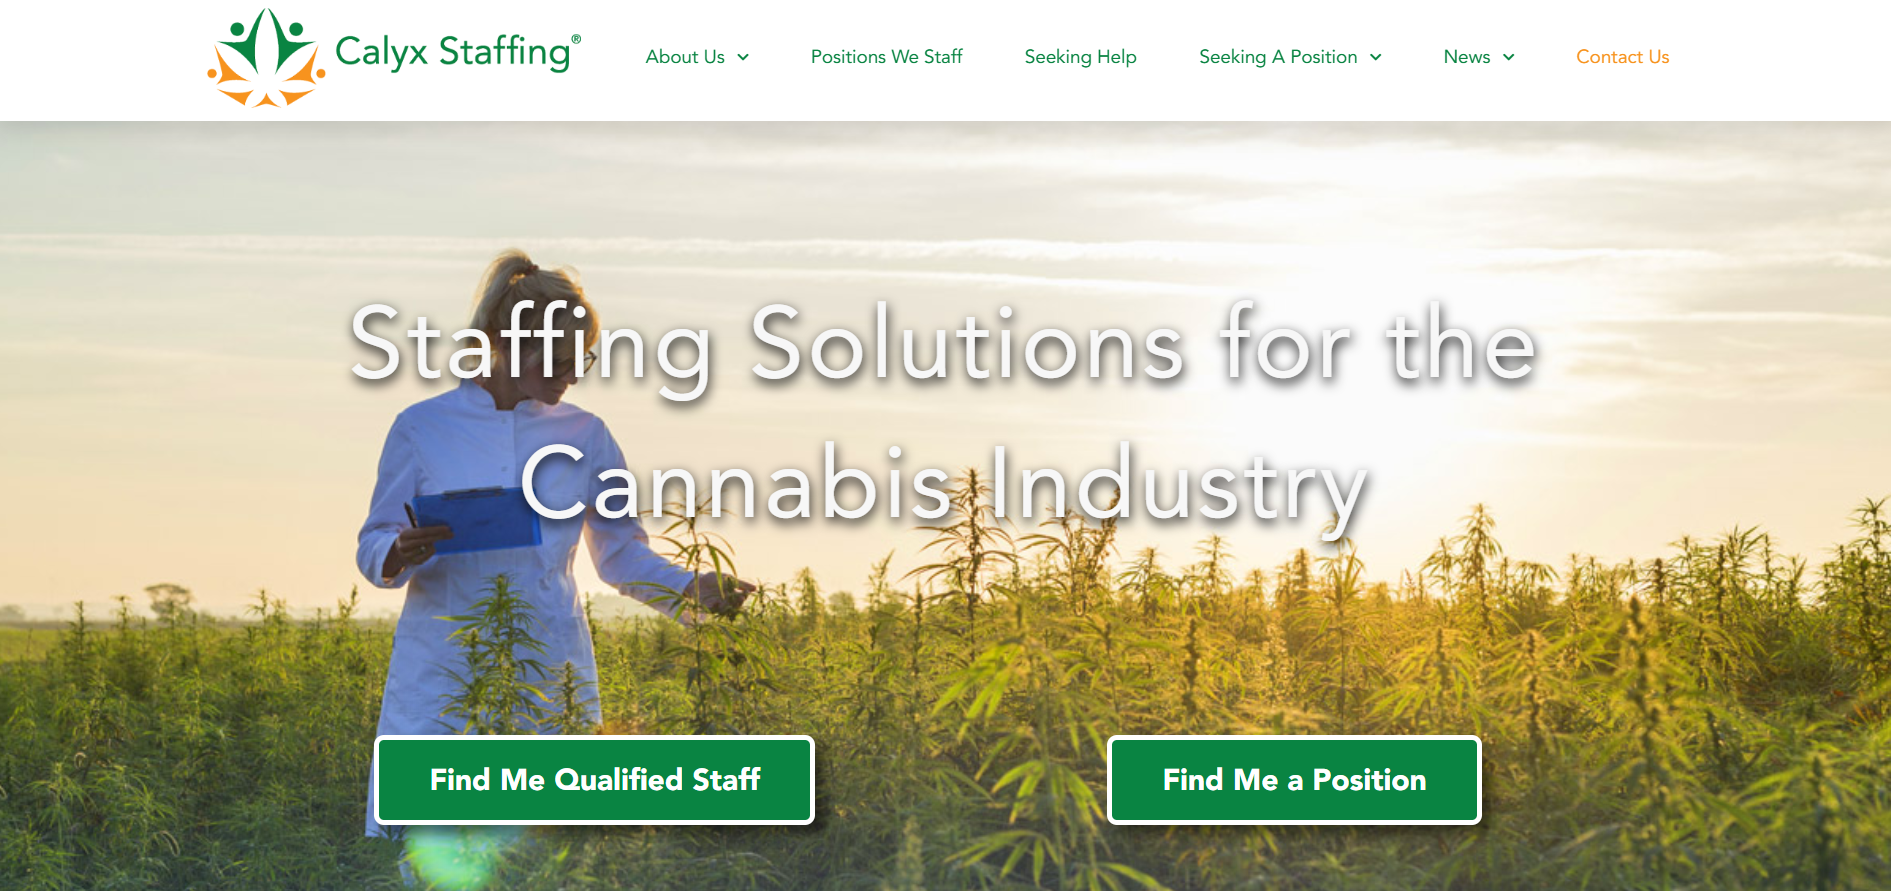 Calyx Staffing®
About Us
Positions We Staff
Seeking Help
Seeking A Position
News
Contact Us
Staffing Solutions for the
Cannabis Industry
Find Me Qualified Staff
Find Me a Position